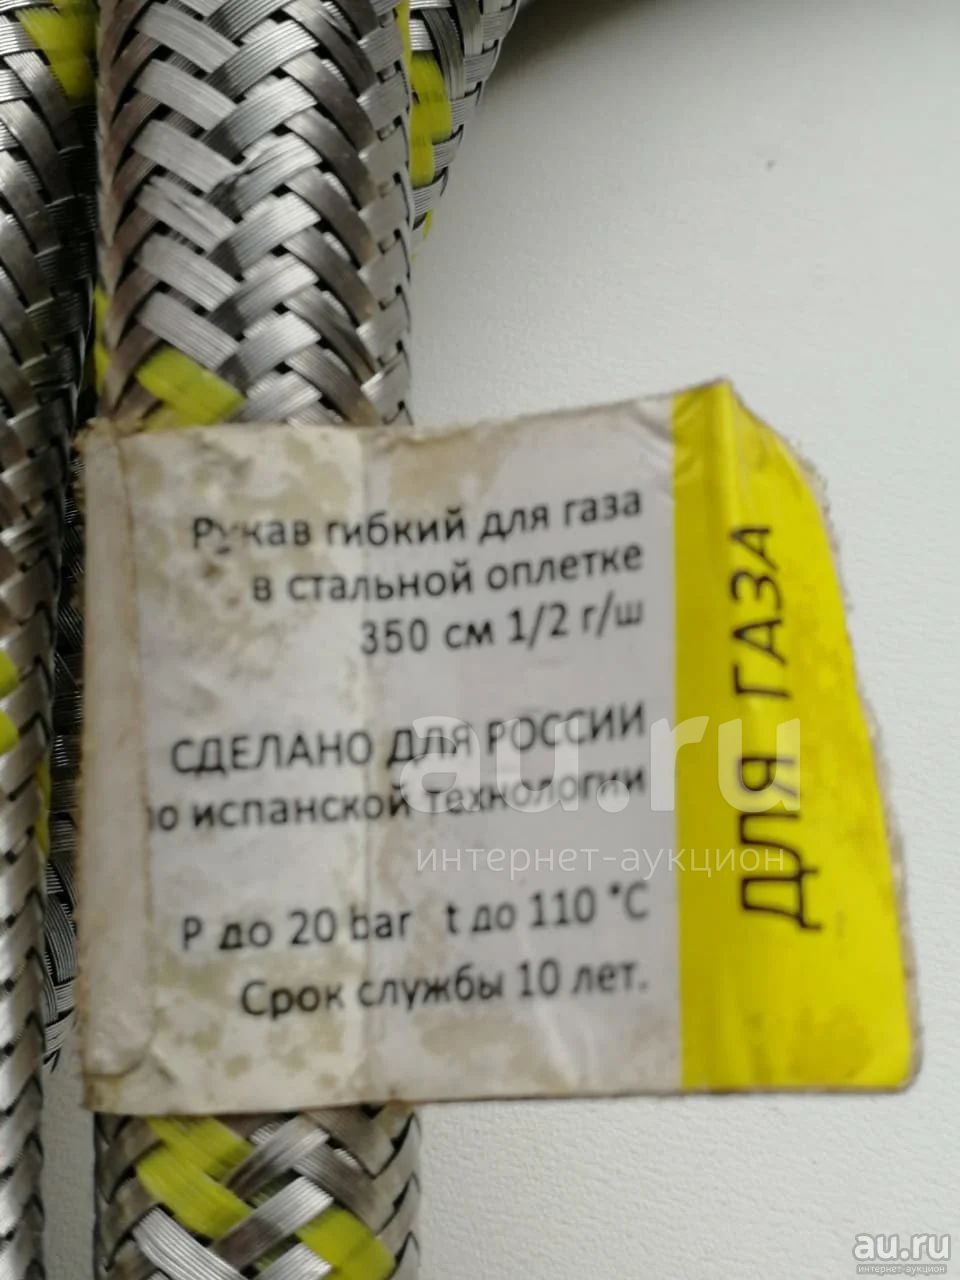 Рукав гибкий для газа
в стальной оплетке
350 см 1/2 г/ш
СДЕЛАНО ДЛЯ РОССИИ
по испанской технологии
P до 20 bar t до 110 °C
Срок службы 10 лет.
ДЛЯ ГАЗА
au.ru
интернет-аукцион
au.ru
интернет-аукцион